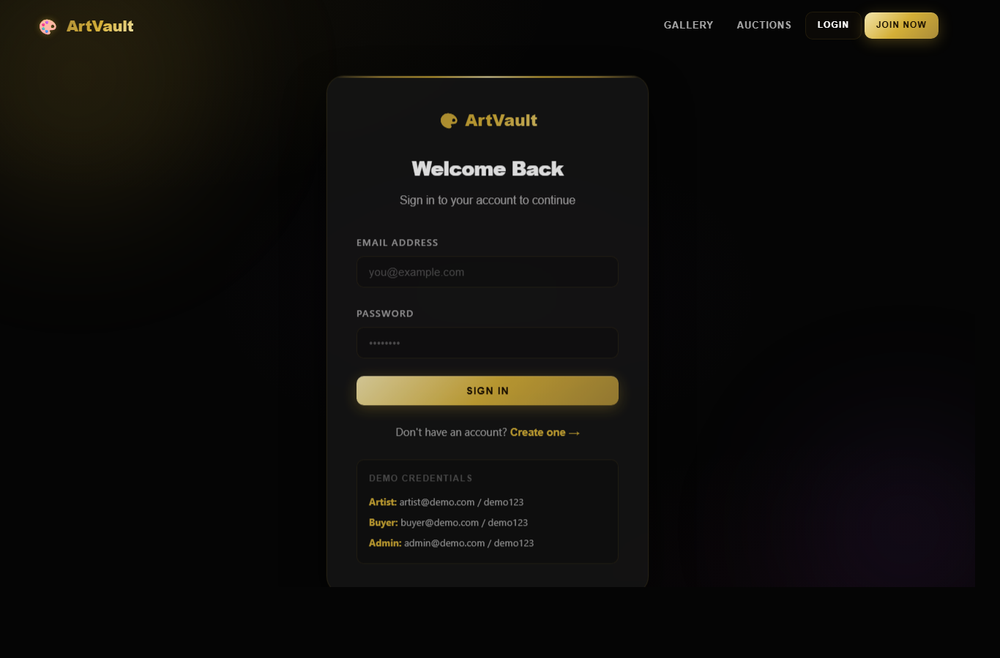 ArtVault
GALLERY
AUCTIONS
LOGIN
JOIN NOW
ArtVault
Welcome Back
Sign in to your account to continue
EMAIL ADDRESS
you@example.com
PASSWORD
••••••••
SIGN IN
Don't have an account? Create one →
DEMO CREDENTIALS
Artist: artist@demo.com / demo123
Buyer: buyer@demo.com / demo123
Admin: admin@demo.com / demo123